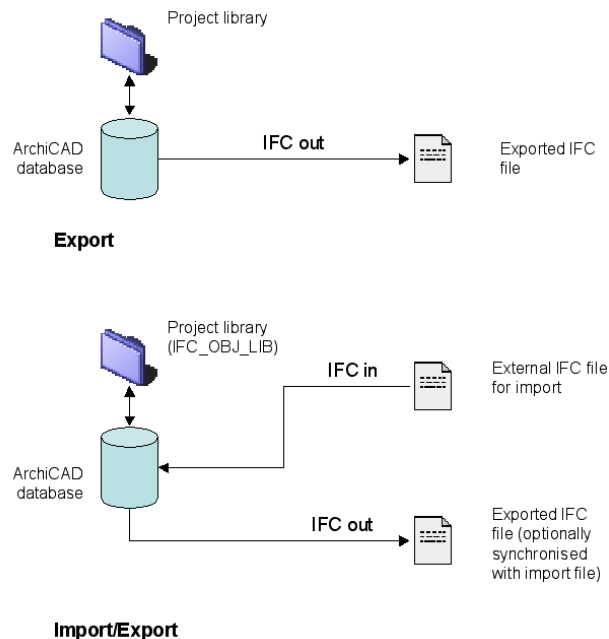 Project library
ArchiCAD
database
IFC out
Exported IFC
file
Export
Project library
(IFC_OBJ_LIB)
IFC in
External IFC file
for import
ArchiCAD
database
IFC out
Exported IFC
file (optionally
synchronised
with import file)
Import/Export